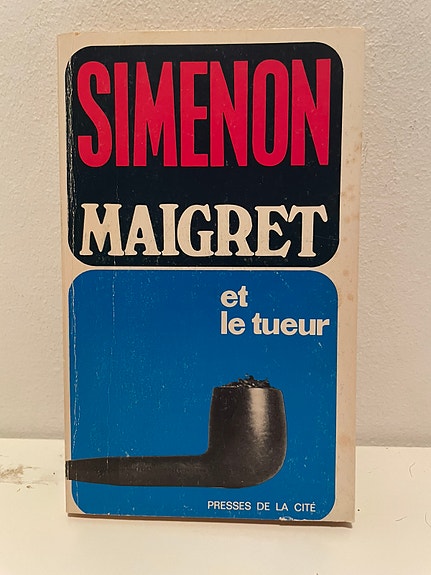 SIMENON
MAIGRET
et
le tueur
PRESSES DE LA CITÉ